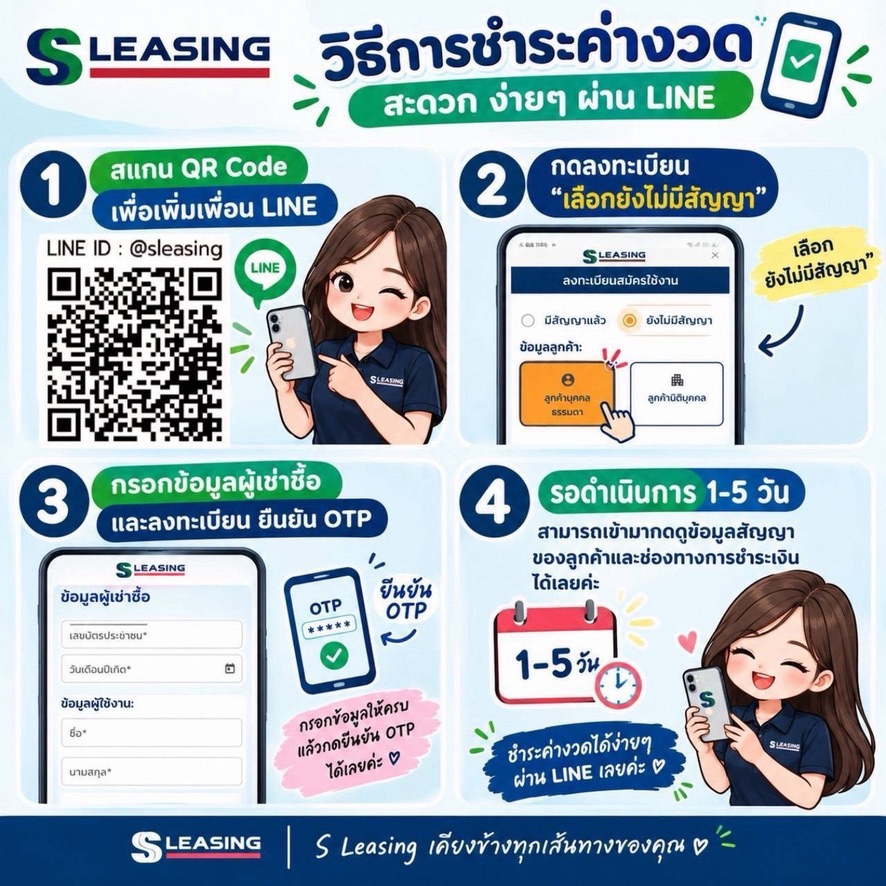 S LEASING
วิธีการชำระค่างวด
สะดวก ง่ายๆ ผ่าน LINE
1
สแกน QR Code
เพื่อเพิ่มเพื่อน LINE
LINE ID : @sleasing
LINE
S LEASING
2
กดลงทะเบียน
“เลือกยังไม่มีสัญญา”
S LEASING
ลงทะเบียนสมัครใช้งาน
มีสัญญาแล้ว
ยังไม่มีสัญญา
ข้อมูลลูกค้า:
ลูกค้าบุคคล
ธรรมดา
ลูกค้านิติบุคคล
เลือก
ยังไม่มีสัญญา”
3
กรอกข้อมูลผู้เช่าซื้อ
และลงทะเบียน ยืนยัน OTP
S LEASING
ข้อมูลผู้เช่าซื้อ
เลขบัตรประชาชน*
วันเดือนปีเกิด*
ข้อมูลผู้ใช้งาน:
ชื่อ*
นามสกุล*
OTP
*****
ยืนยัน
OTP
กรอกข้อมูลให้ครบ
แล้วกดยืนยัน OTP
ได้เลยค่ะ ♡
4
รอดำเนินการ 1-5 วัน
สามารถเข้ามากดดูข้อมูลสัญญา
ของลูกค้าและช่องทางการชำระเงิน
ได้เลยค่ะ
1-5 วัน
S
S LEASING
ชำระค่างวดได้ง่ายๆ
ผ่าน LINE เลยค่ะ ♡
S LEASING
S Leasing เคียงข้างทุกเส้นทางของคุณ ♡